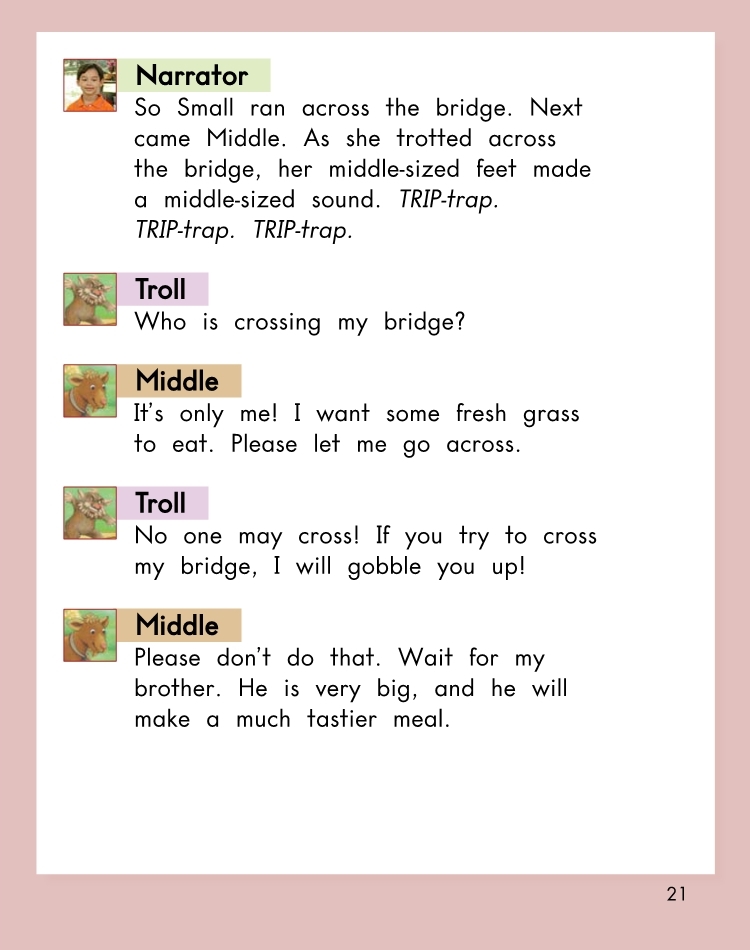 Narrator
So Small ran across the bridge. Next
came Middle. As she trotted across
the bridge, her middle-sized feet made
a middle-sized sound. TRIP-trap.
TRIP-trap. TRIP-trap.
Troll
Who is crossing my bridge?
Middle
It's only me! I want some fresh grass
to eat. Please let me go across.
Troll
No one may cross! If you try to cross
my bridge, I will gobble you up!
Middle
Please don't do that. Wait for my
brother. He is very big, and he will
make a much tastier meal.
21